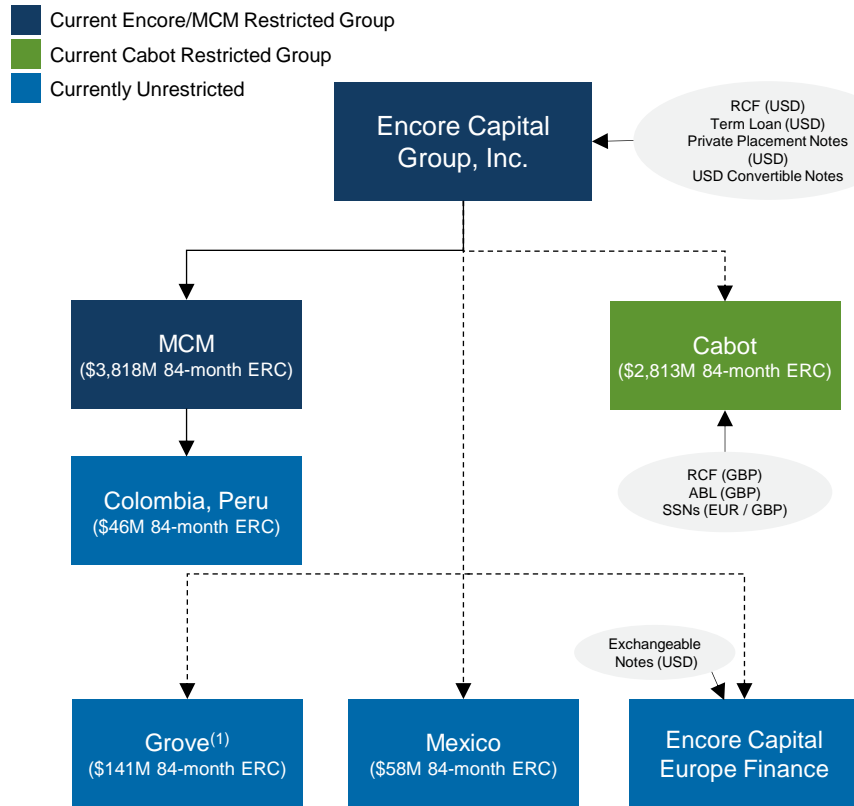 Current Encore/MCM Restricted Group
Current Cabot Restricted Group
Currently Unrestricted
Encore Capital
Group, Inc.
RCF (USD)
Term Loan (USD)
Private Placement Notes
(USD)
USD Convertible Notes
MCM
($3,818M 84-month ERC)
Cabot
($2,813M 84-month ERC)
Colombia, Peru
($46M 84-month ERC)
RCF (GBP)
ABL (GBP)
SSNs (EUR / GBP)
Exchangeable
Notes (USD)
Grove(1)
($141M 84-month ERC)
Mexico
($58M 84-month ERC)
Encore Capital
Europe Finance